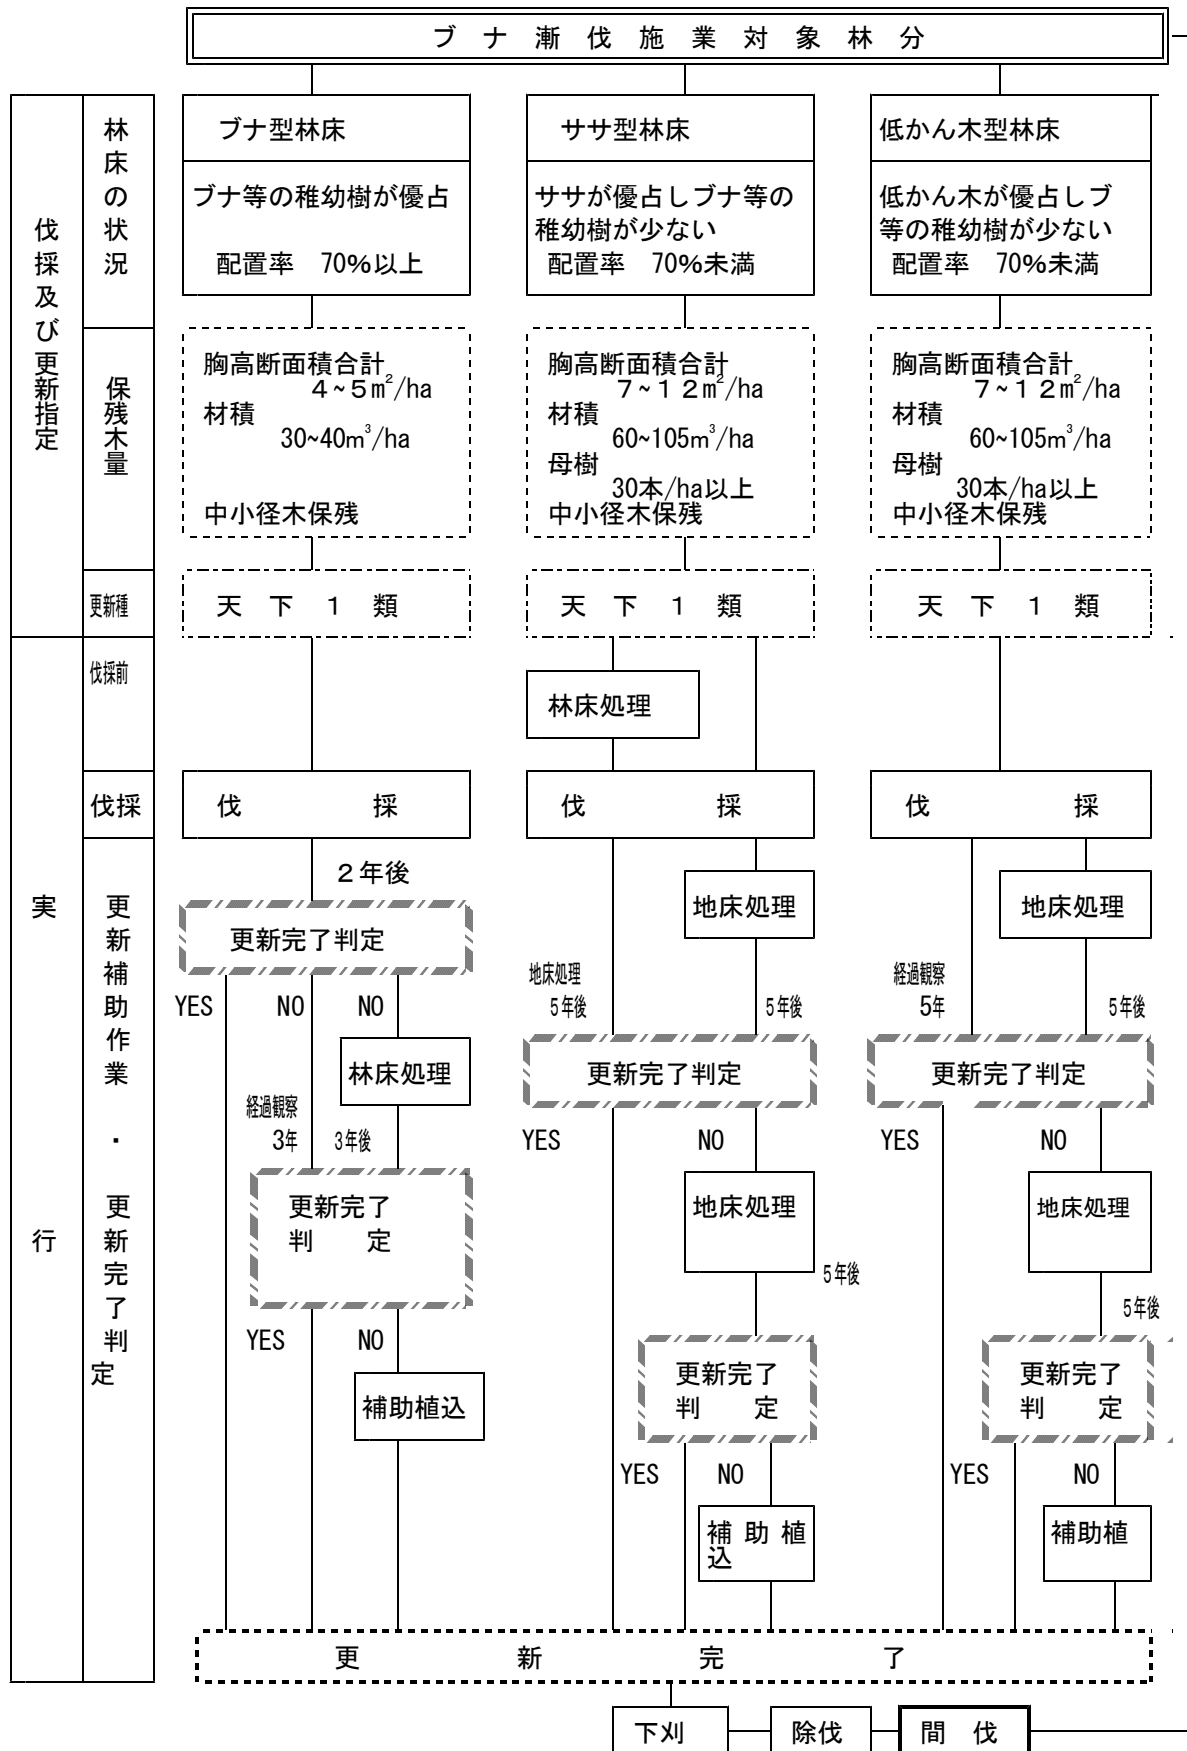 ブナ漸伐施業対象林分
伐採及び更新指定
林床の状況
ブナ型林床
ササ型林床
低かん木型林床
ブナ等の稚幼樹が優占
配置率 70%以上
ササが優占しブナ等の
稚幼樹が少ない
配置率 70%未満
低かん木が優占しブ
等の稚幼樹が少ない
配置率 70%未満
保残木量
胸高断面積合計
4~5㎡/ha
材積
30~40m³/ha
中小径木保残
胸高断面積合計
7~12㎡/ha
材積
60~105m³/ha
母樹
30本/ha以上
中小径木保残
胸高断面積合計
7~12㎡/ha
材積
60~105m³/ha
母樹
30本/ha以上
中小径木保残
更新種
天下1類
天下1類
天下1類
実行
伐採前
林床処理
伐採
伐採
伐採
伐採
更新補助作業・更新完了判定
2年後
更新完了判定
YES
NO
NO
林床処理
経過観察
3年
3年後
更新完了
判定
YES
NO
補助植込
地床処理
地床処理
5年後
5年後
更新完了判定
YES
NO
地床処理
5年後
更新完了
判定
YES
NO
補助植
込
地床処理
経過観察
5年
5年後
更新完了判定
YES
NO
地床処理
5年後
更新完了
判定
YES
NO
補助植
更新完了
下刈
除伐
間伐